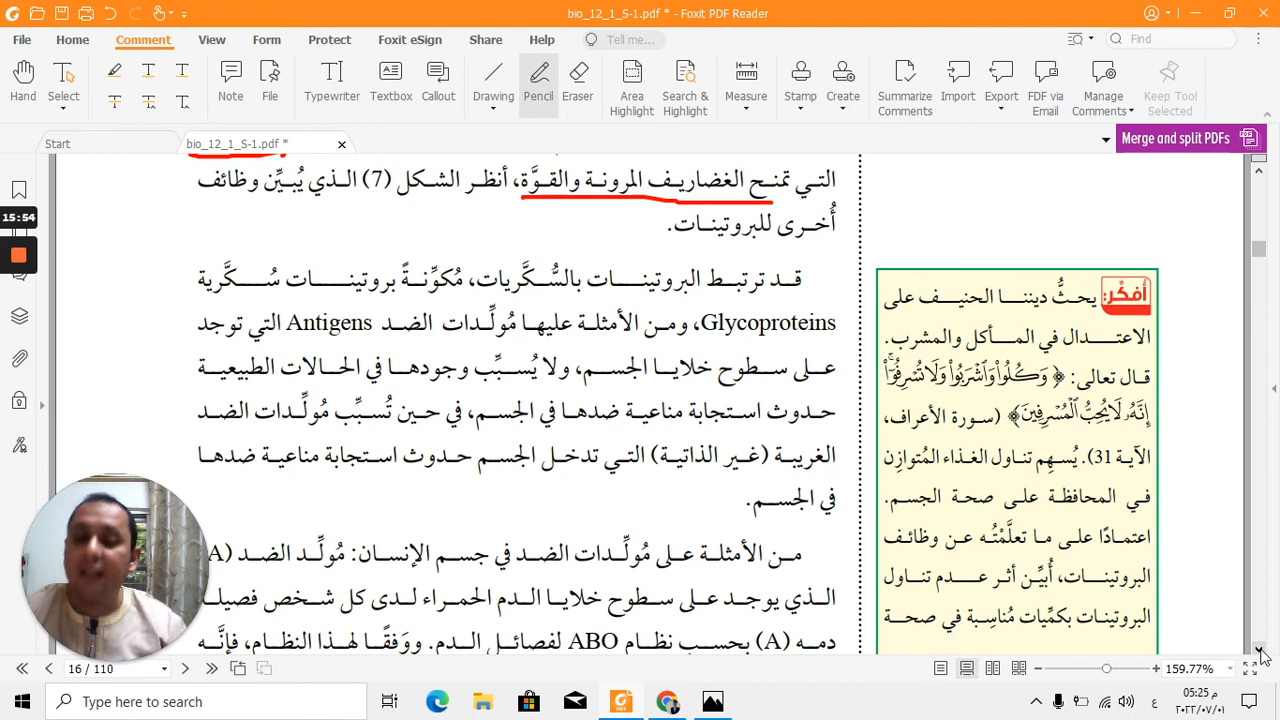 bio_12_1_S-1.pdf * - Foxit PDF Reader
File Home Comment View Form Protect Foxit eSign Share Help Tell me... Find
Hand Select Note File Typewriter Textbox Callout Drawing Pencil Eraser Area Highlight Search & Highlight Measure Stamp Create Summarize Comments Import Export FDF via Email Manage Comments Keep Tool Selected
Start bio_12_1_S-1.pdf * Merge and split PDFs
15:54
التي تمنح الغضاريف المرونة والقوَّة، أنظر الشكل (7) الذي يُبيِّن وظائف
أُخرى للبروتينات.
قد ترتبط البروتينات بالسُّكَّريات، مُكوِّنةً بروتينات سُكَّرية
Glycoproteins، ومن الأمثلة عليها مُولِّدات الضد Antigens التي توجد
على سطوح خلايا الجسم، ولا يُسبِّب وجودها في الحالات الطبيعية
حدوث استجابة مناعية ضدها في الجسم، في حين تُسبِّب مُولِّدات الضد
الغريبة (غير الذاتية) التي تدخل الجسم حدوث استجابة مناعية ضدها
في الجسم.
من الأمثلة على مُولِّدات الضد في جسم الإنسان: مُولِّد الضد (A
الذي يوجد على سطوح خلايا الدم الحمراء لدى كل شخص فصيلـ
دمه (A) بحسب نظام ABO لفصائل الدم. ووَفقًا لهذا النظام، فإنَّه
أُفكِّر: يحثُّ ديننا الحنيف على
الاعتدال في المأكل والمشرب.
قال تعالى: ﴿وَكُلُوا۟ وَٱشْرَبُوا۟ وَلَا تُسْرِفُوٓا۟ۚ
إِنَّهُۥ لَا يُحِبُّ ٱلْمُسْرِفِينَ﴾ (سورة الأعراف،
الآية 31). يُسهِم تناول الغذاء المُتوازِن
في المحافظة على صحة الجسم.
اعتمادًا على ما تعلَّمْتُه عن وظائف
البروتينات، أُبيِّن أثر عدم تناول
البروتينات بكمِّيات مُناسِبة في صحة
16 / 110 159.77%
Type here to search ع 05:25 م ٢٠٢٢/٠٧/٠١